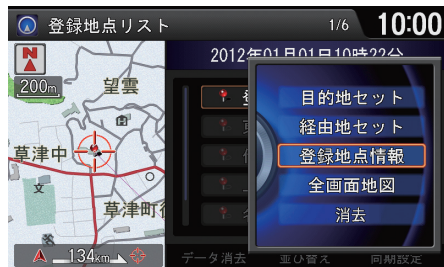 登録地点リスト
1/6
10:00
2012年01月01日10時22分
N
200m
望雲
草津中
文
草津町
134km
目的地セット
経由地セット
登録地点情報
全画面地図
消去
データ消去
並び替え
同期設定